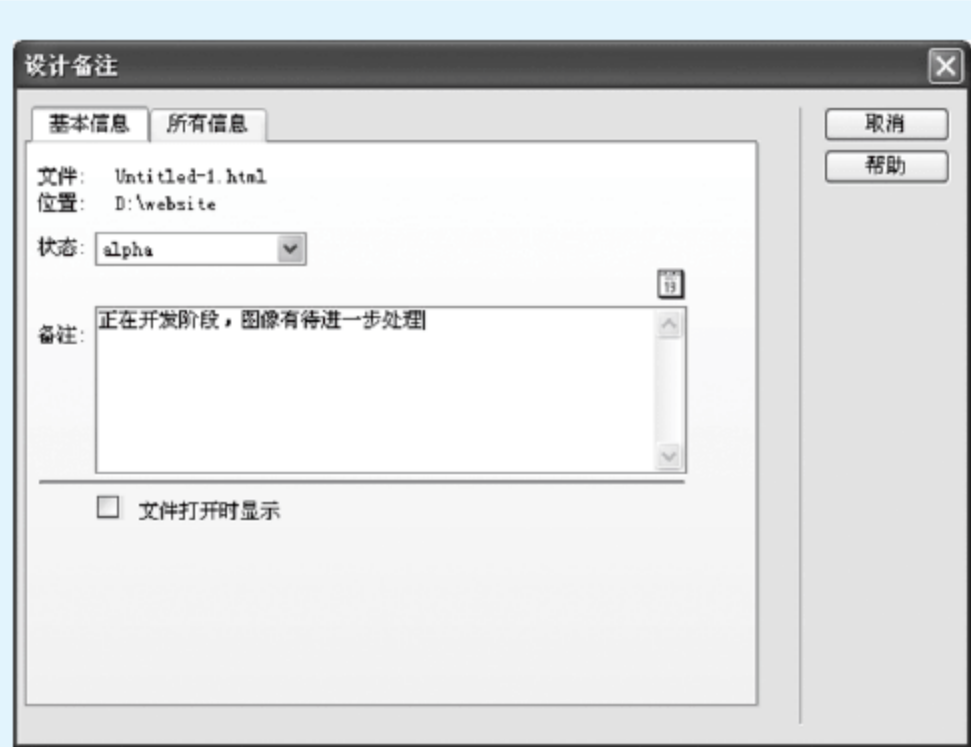 设计备注
基本信息 所有信息
取消
帮助
文件: Untitled-1.html
位置: D:\website
状态: alpha
19
备注: 正在开发阶段，图像有待进一步处理
文件打开时显示